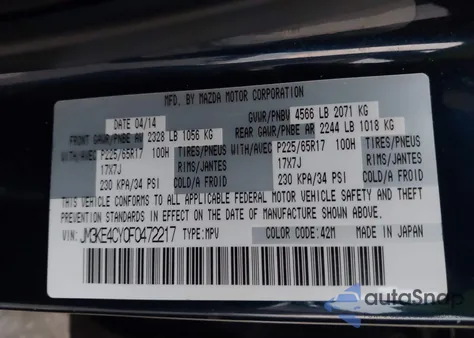 MFD. BY MAZDA MOTOR CORPORATION
DATE 04/14 GVWR/PNBV 4566 LB 2071 KG
FRONT GAWR/PNBE AV 2328 LB 1056 KG REAR GAWR/PNBE AR 2244 LB 1018 KG
WITH/AVEC P225/65R17 100H TIRES/PNEUS WITH/AVEC P225/65R17 100H TIRES/PNEUS
17X7J RIMS/JANTES 17X7J RIMS/JANTES
230 KPA/34 PSI COLD/A FROID 230 KPA/34 PSI COLD/A FROID
THIS VEHICLE CONFORMS TO ALL APPLICABLE FEDERAL MOTOR VEHICLE SAFETY AND THEFT
PREVENTION STANDARDS IN EFFECT ON THE DATE OF MANUFACTURE SHOWN ABOVE.
VIN: JM3KE4CY0F0472217 TYPE:MPV COLOR CODE:42M MADE IN JAPAN
autoSnap